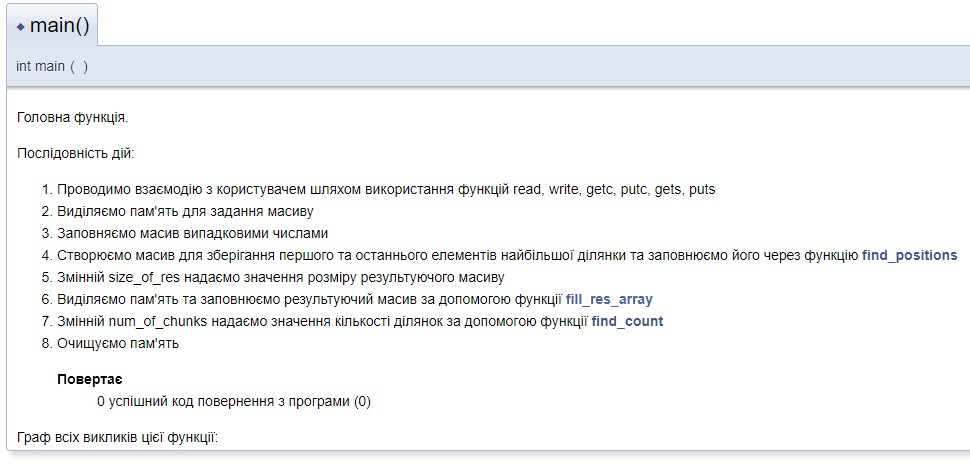 main()
int main ( )
Головна функція.
Послідовність дій:
1. Проводимо взаємодію з користувачем шляхом використання функцій read, write, getc, putc, gets, puts
2. Виділяємо пам'ять для задання масиву
3. Заповняємо масив випадковими числами
4. Створюємо масив для зберігання першого та останнього елементів найбільшої ділянки та заповнюємо його через функцію find_positions
5. Змінній size_of_res надаємо значення розміру результуючого масиву
6. Виділяємо пам'ять та заповнюємо результуючий масив за допомогою функції fill_res_array
7. Змінній num_of_chunks надаємо значення кількості ділянок за допомогою функції find_count
8. Очищуємо пам'ять
Повертає
0 успішний код повернення з програми (0)
Граф всіх викликів цієї функції: